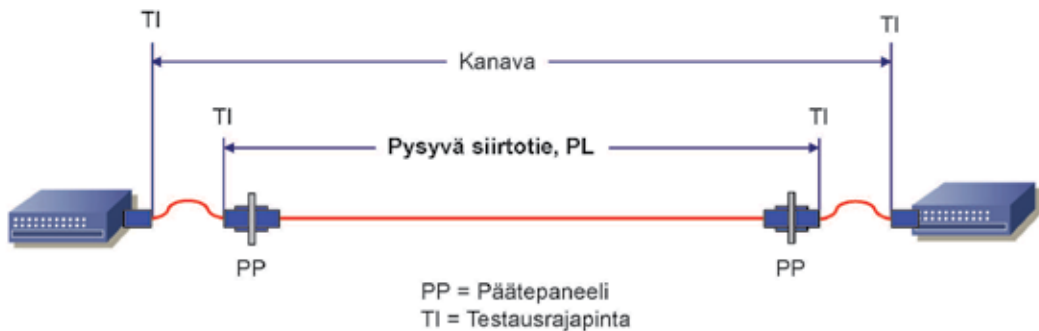 TI
TI
Kanava
TI
TI
Pysyvä siirtotie, PL
PP
PP
PP = Päätepaneeli
TI = Testausrajapinta